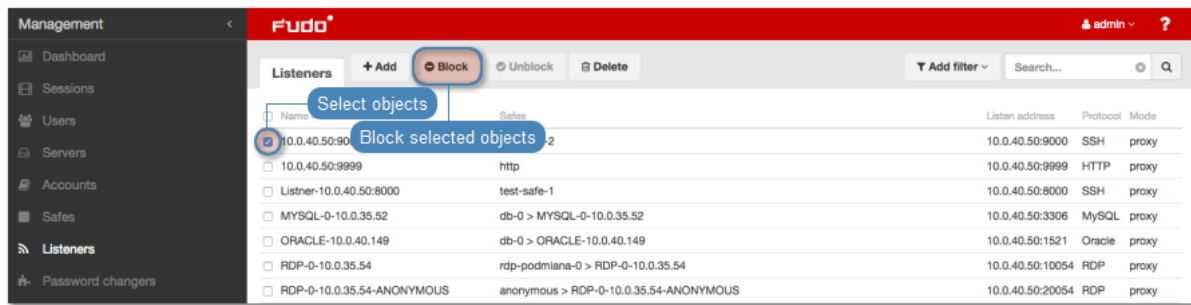 Management
Fudo
admin
?
Dashboard
Sessions
Users
Servers
Accounts
Safes
Listeners
Password changers
Listeners
+ Add
Block
Unblock
Delete
Add filter
Search...
Select objects
Block selected objects
Name Safes Listen address Protocol Mode
10.0.40.50:90 -2 10.0.40.50:9000 SSH proxy
10.0.40.50:9999 http 10.0.40.50:9999 HTTP proxy
Listner-10.0.40.50:8000 test-safe-1 10.0.40.50:8000 SSH proxy
MYSQL-0-10.0.35.52 db-0 > MYSQL-0-10.0.35.52 10.0.40.50:3306 MySQL proxy
ORACLE-10.0.40.149 db-0 > ORACLE-10.0.40.149 10.0.40.50:1521 Oracle proxy
RDP-0-10.0.35.54 rdp-podmiana-0 > RDP-0-10.0.35.54 10.0.40.50:10054 RDP proxy
RDP-0-10.0.35.54-ANONYMOUS anonymous > RDP-0-10.0.35.54-ANONYMOUS 10.0.40.50:20054 RDP proxy